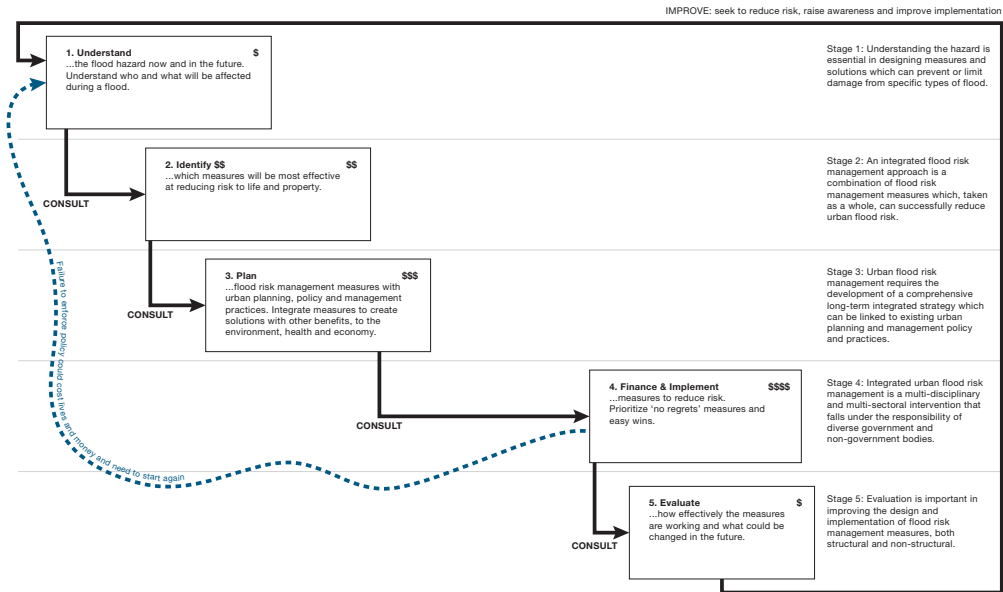 IMPROVE: seek to reduce risk, raise awareness and improve implementation
1. Understand $
...the flood hazard now and in the future.
Understand who and what will be affected
during a flood.
Stage 1: Understanding the hazard is
essential in designing measures and
solutions which can prevent or limit
damage from specific types of flood.
CONSULT
2. Identify $$ $$
...which measures will be most effective
at reducing risk to life and property.
Stage 2: An integrated flood risk
management approach is a
combination of flood risk
management measures which, taken
as a whole, can successfully reduce
urban flood risk.
CONSULT
3. Plan $$$
...flood risk management measures with
urban planning, policy and management
practices. Integrate measures to create
solutions with other benefits, to the
environment, health and economy.
Stage 3: Urban flood risk
management requires the
development of a comprehensive
long-term integrated strategy which
can be linked to existing urban
planning and management policy
and practices.
CONSULT
4. Finance & Implement $$$$
...measures to reduce risk.
Prioritize ‘no regrets’ measures and
easy wins.
Stage 4: Integrated urban flood risk
management is a multi-disciplinary
and multi-sectoral intervention that
falls under the responsibility of
diverse government and
non-government bodies.
Failure to enforce policy could cost lives and money and need to start again
CONSULT
5. Evaluate $
...how effectively the measures
are working and what could be
changed in the future.
Stage 5: Evaluation is important in
improving the design and
implementation of flood risk
management measures, both
structural and non-structural.